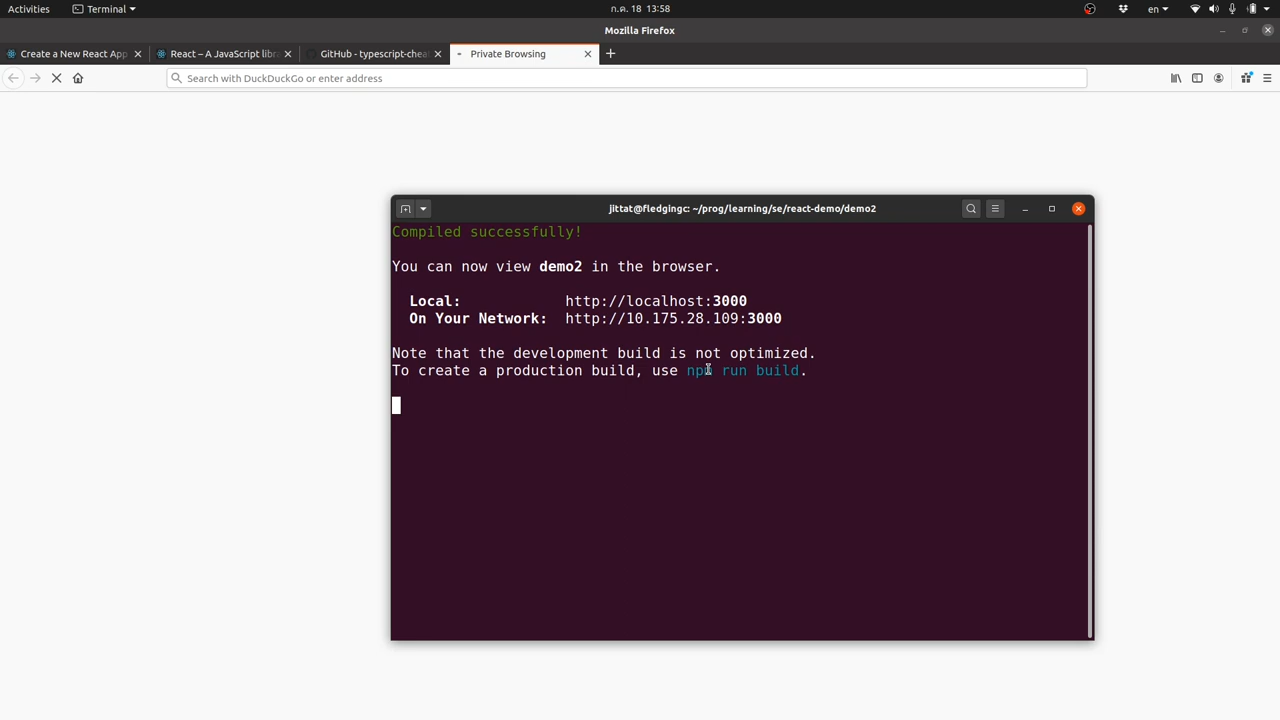 Activities
Terminal
ก.ค. 18 13:58
en
Mozilla Firefox
Create a New React App
React – A JavaScript libr
GitHub - typescript-chea
Private Browsing
Search with DuckDuckGo or enter address
jittat@fledgingc: ~/prog/learning/se/react-demo/demo2
Compiled successfully!
You can now view demo2 in the browser.
Local: http://localhost:3000
On Your Network: http://10.175.28.109:3000
Note that the development build is not optimized.
To create a production build, use npm run build.